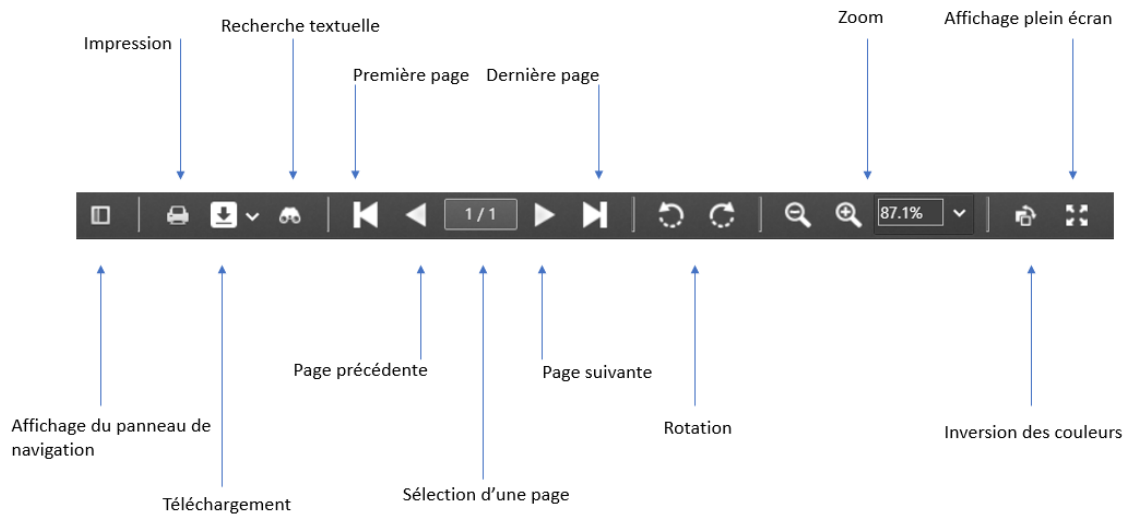 Zoom
Affichage plein écran
Recherche textuelle
Impression
Première page
Dernière page
1 / 1
87.1%
Page précédente
Page suivante
Affichage du panneau de
navigation
Rotation
Inversion des couleurs
Sélection d’une page
Téléchargement